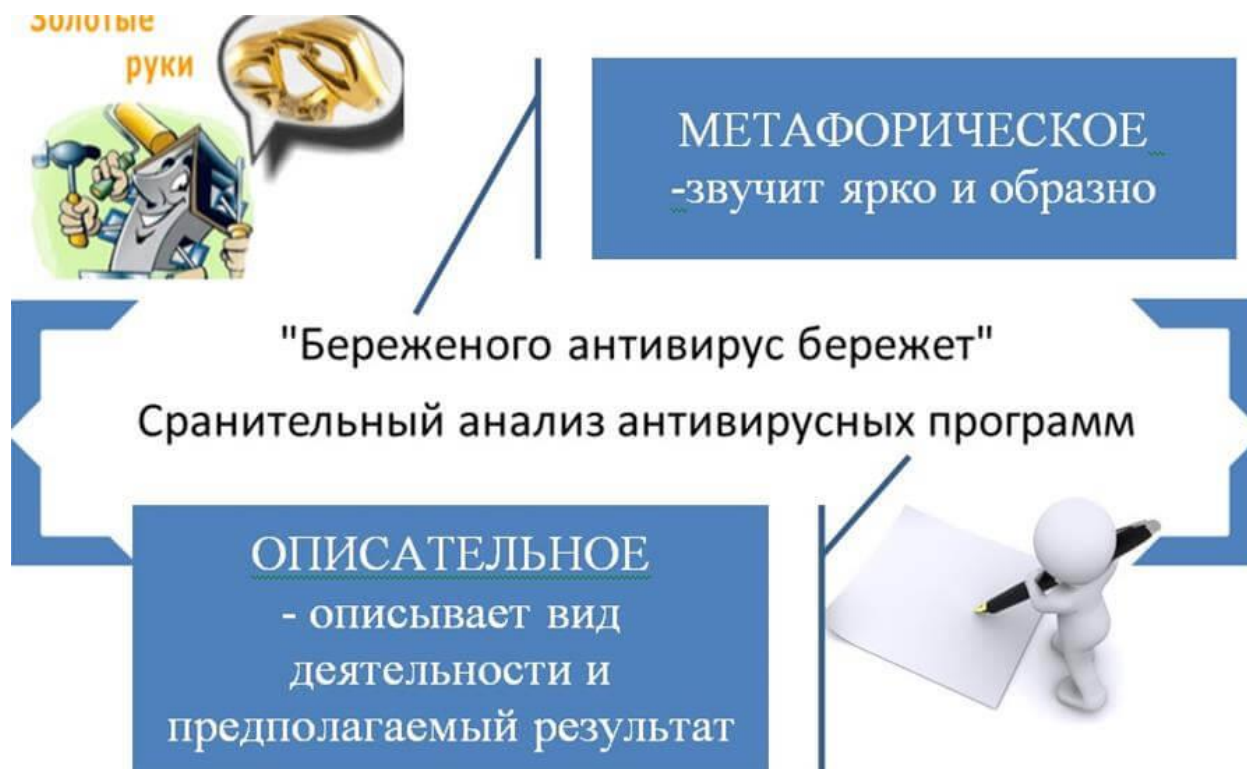 Золотые
руки
МЕТАФОРИЧЕСКОЕ
-звучит ярко и образно
"Береженого антивирус бережет"
Сранительный анализ антивирусных программ
ОПИСАТЕЛЬНОЕ
- описывает вид
деятельности и
предполагаемый результат